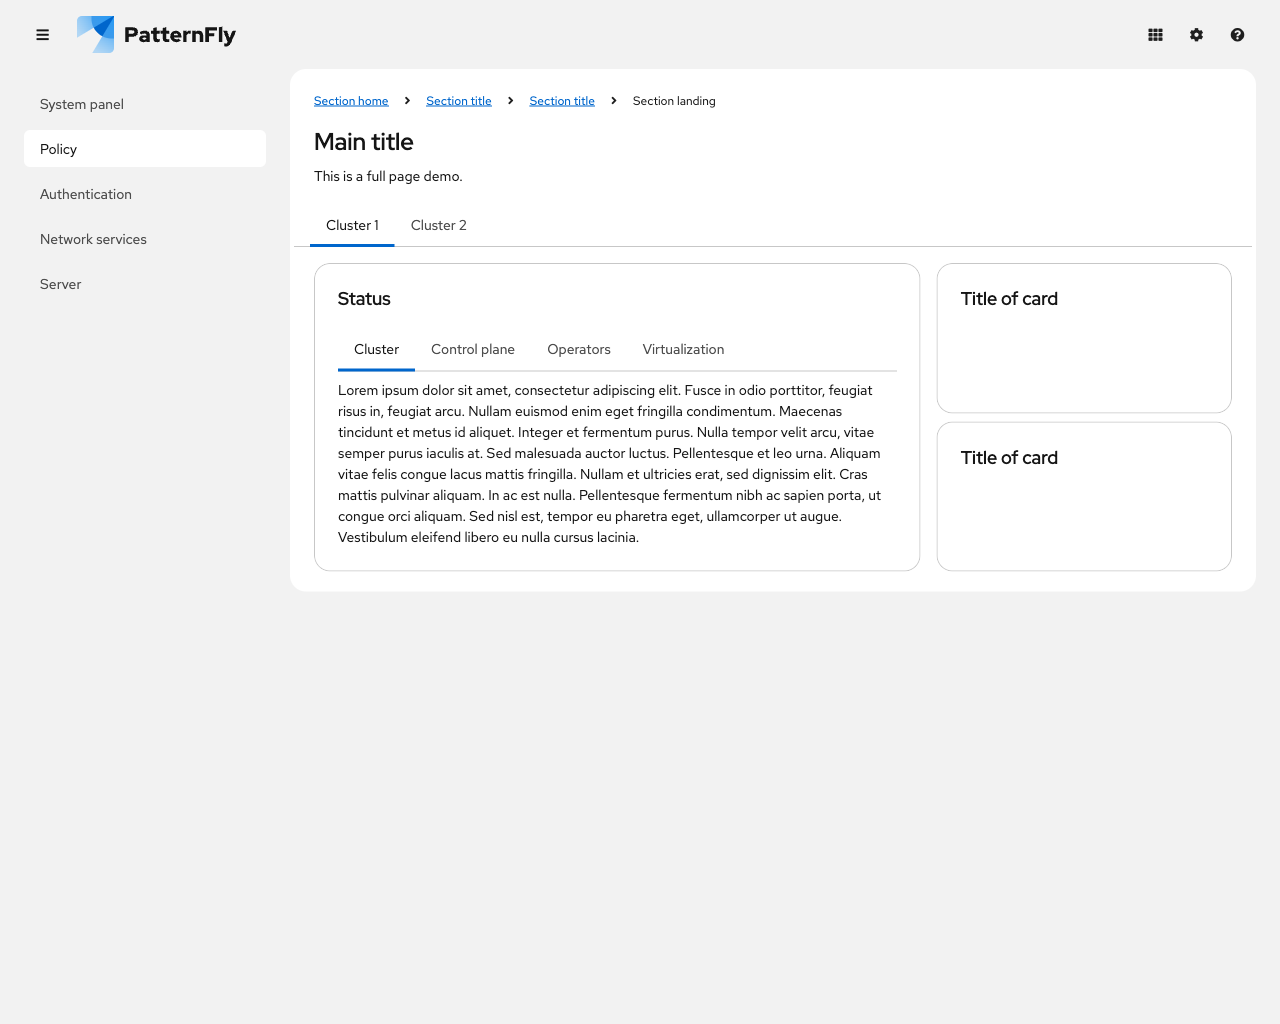 PatternFly
System panel
Policy
Authentication
Network services
Server
Section home
Section title
Section title
Section landing
Main title
This is a full page demo.
Cluster 1
Cluster 2
Status
Cluster
Control plane
Operators
Virtualization
Lorem ipsum dolor sit amet, consectetur adipiscing elit. Fusce in odio porttitor, feugiat
risus in, feugiat arcu. Nullam euismod enim eget fringilla condimentum. Maecenas
tincidunt et metus id aliquet. Integer et fermentum purus. Nulla tempor velit arcu, vitae
semper purus iaculis at. Sed malesuada auctor luctus. Pellentesque et leo urna. Aliquam
vitae felis congue lacus mattis fringilla. Nullam et ultricies erat, sed dignissim elit. Cras
mattis pulvinar aliquam. In ac est nulla. Pellentesque fermentum nibh ac sapien porta, ut
congue orci aliquam. Sed nisl est, tempor eu pharetra eget, ullamcorper ut augue.
Vestibulum eleifend libero eu nulla cursus lacinia.
Title of card
Title of card